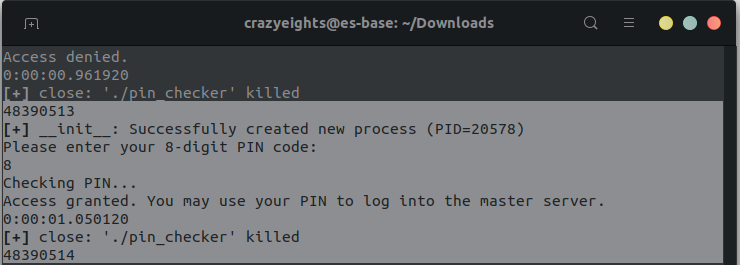 crazyeights@es-base: ~/Downloads
Access denied.
0:00:00.961920
[+] close: './pin_checker' killed
48390513
[+] __init__: Successfully created new process (PID=20578)
Please enter your 8-digit PIN code:
8
Checking PIN...
Access granted. You may use your PIN to log into the master server.
0:00:01.050120
[+] close: './pin_checker' killed
48390514